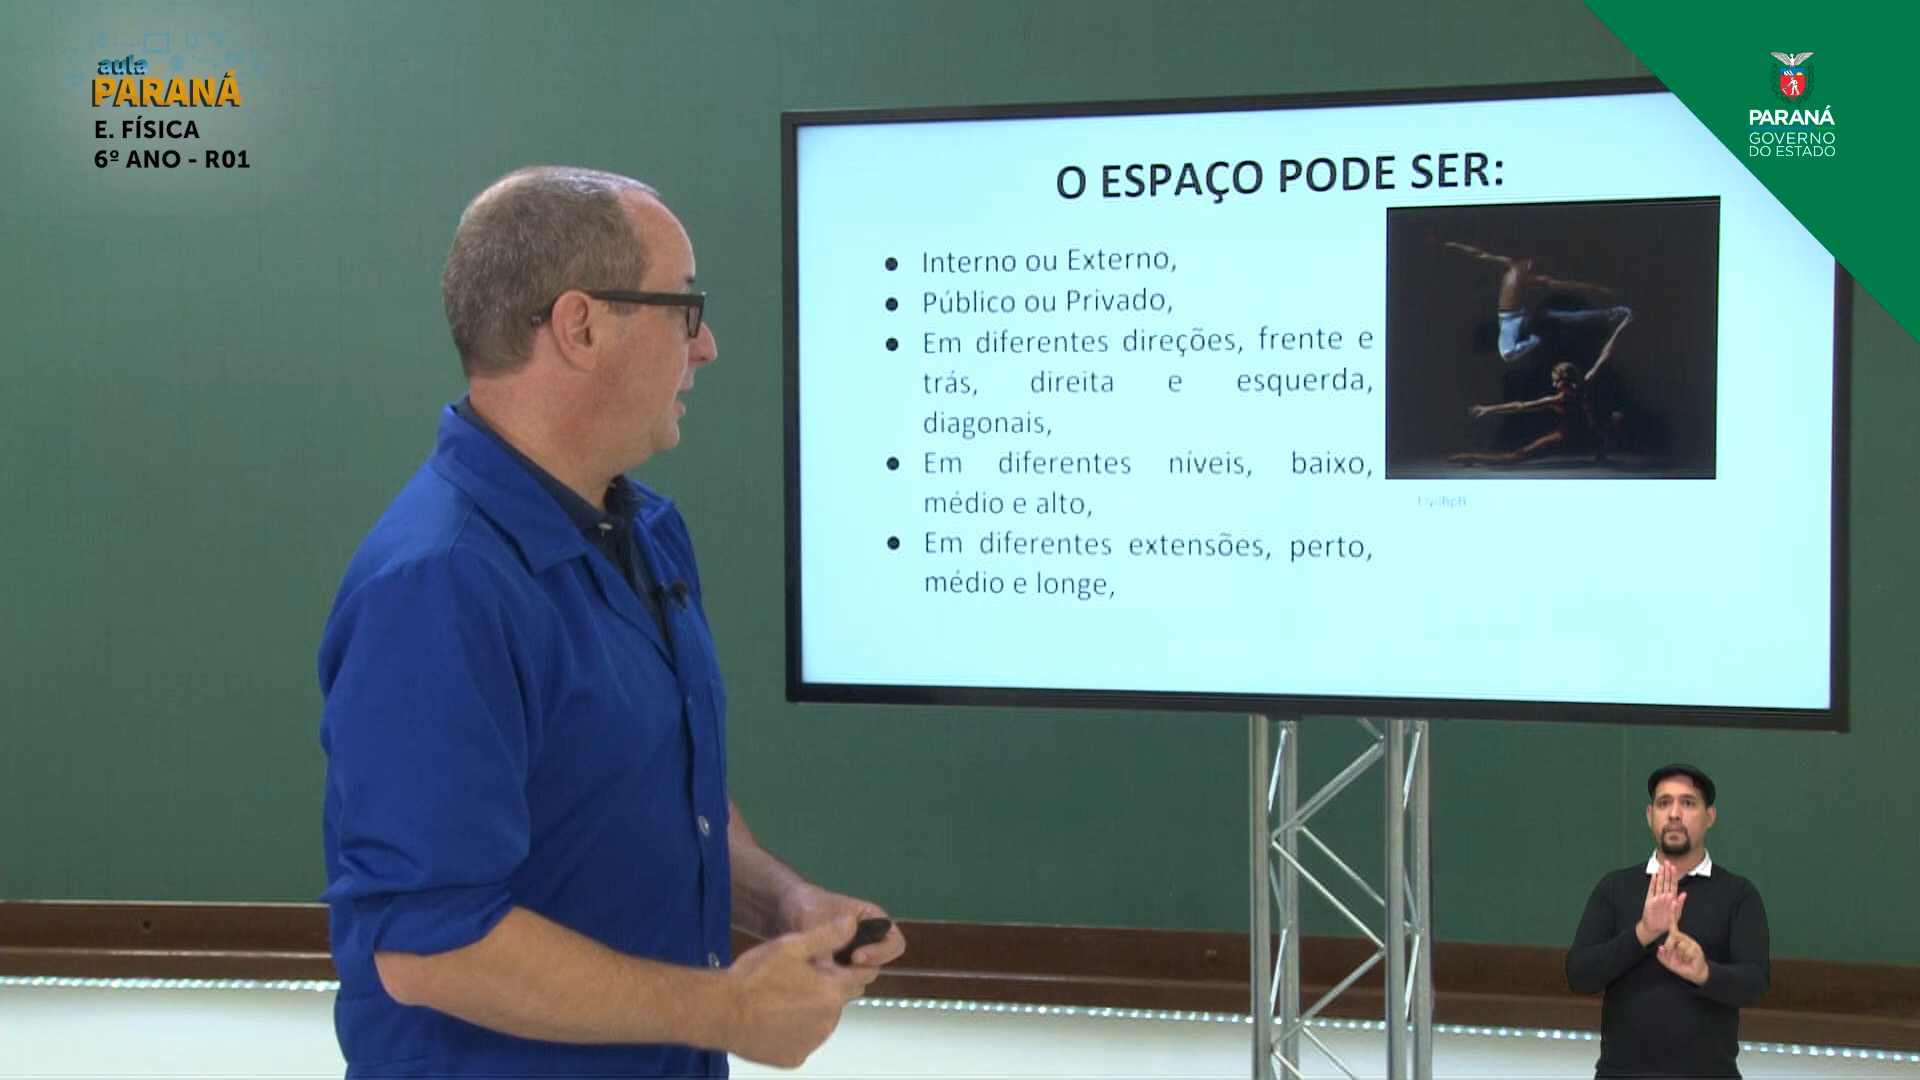 aula
PARANÁ
E. FÍSICA
6º ANO - R01
PARANÁ
GOVERNO
DO ESTADO
O ESPAÇO PODE SER:
● Interno ou Externo,
● Público ou Privado,
● Em diferentes direções, frente e
trás, direita e esquerda,
diagonais,
● Em diferentes níveis, baixo,
médio e alto,
● Em diferentes extensões, perto,
médio e longe,